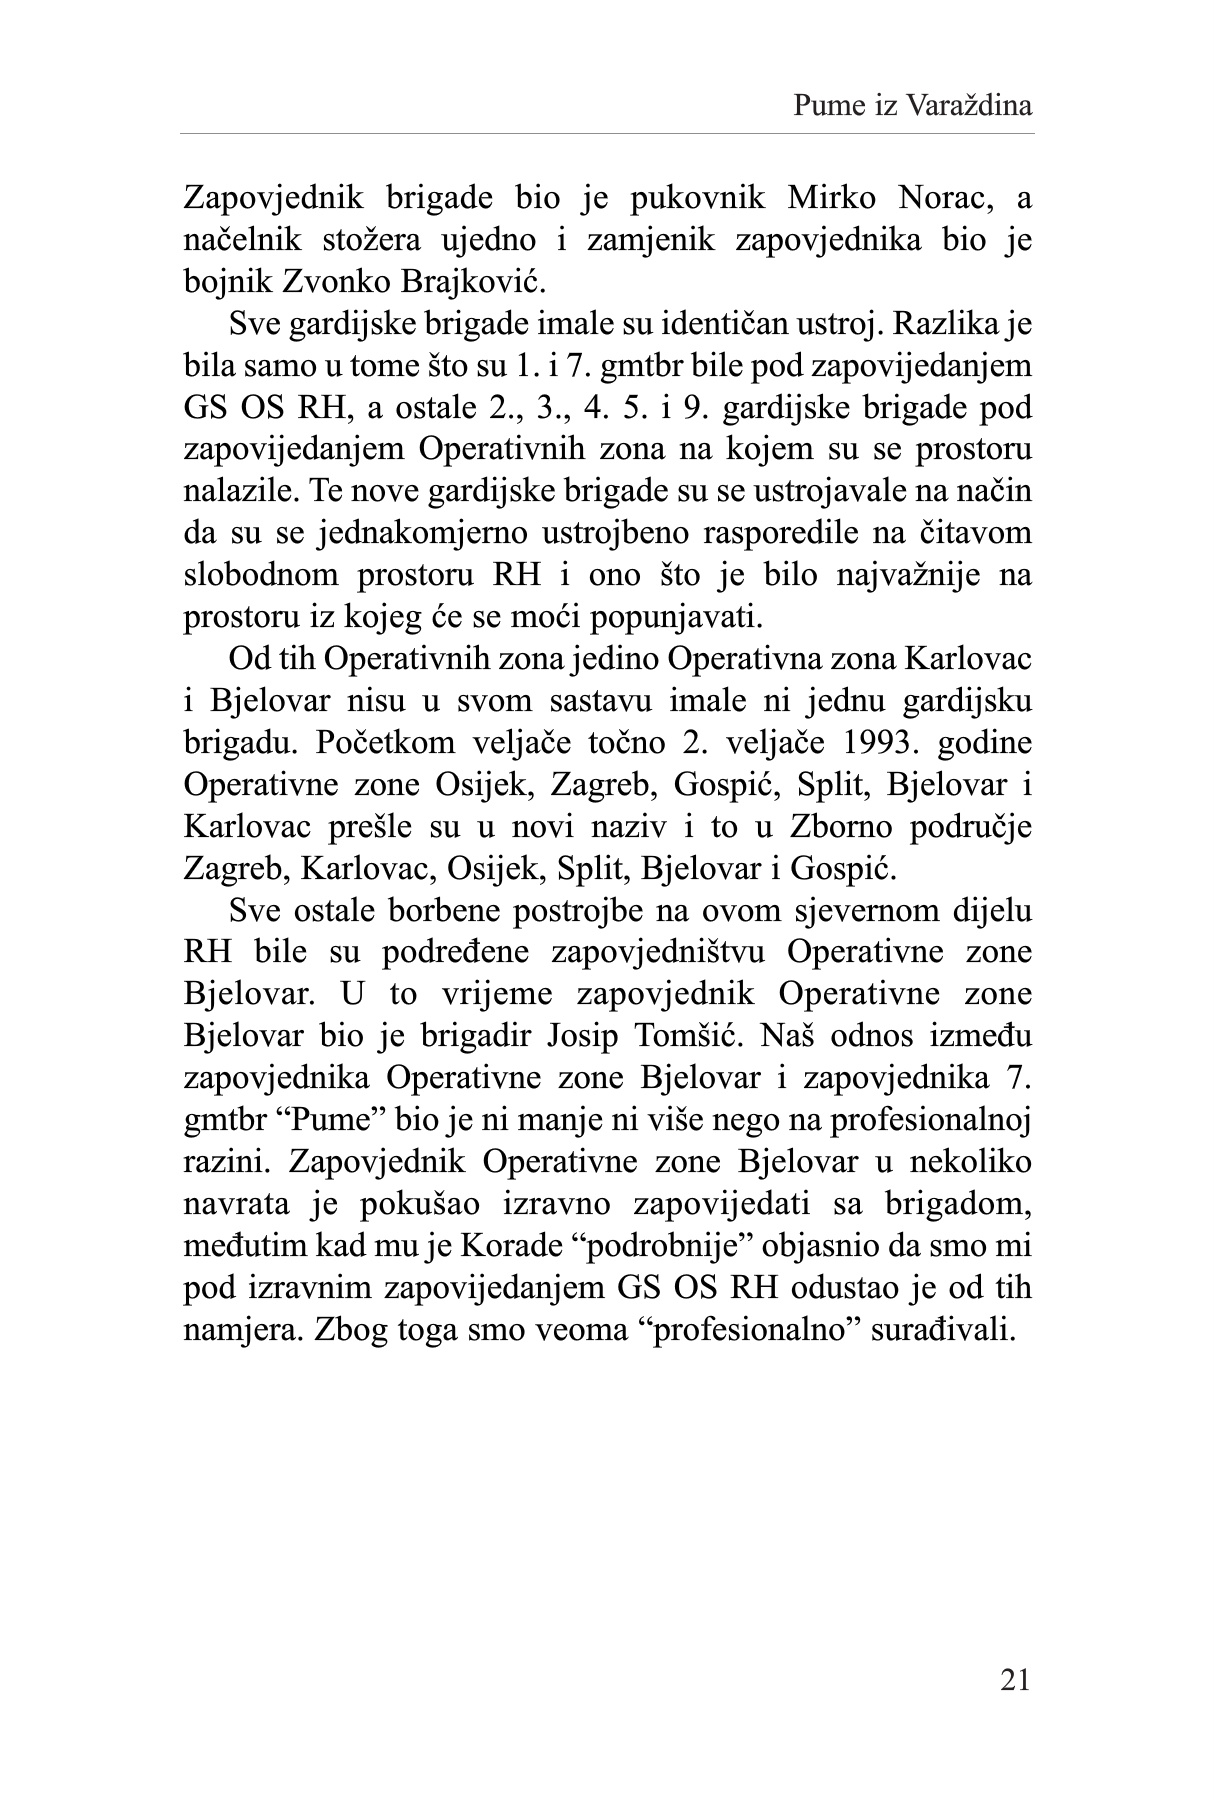 Pume iz Varaždina
Zapovjednik brigade bio je pukovnik Mirko Norac, a
načelnik stožera ujedno i zamjenik zapovjednika bio je
bojnik Zvonko Brajković.
Sve gardijske brigade imale su identičan ustroj. Razlika je
bila samo u tome što su 1. i 7. gmtbr bile pod zapovijedanjem
GS OS RH, a ostale 2., 3., 4. 5. i 9. gardijske brigade pod
zapovijedanjem Operativnih zona na kojem su se prostoru
nalazile. Te nove gardijske brigade su se ustrojavale na način
da su se jednakomjerno ustrojbeno rasporedile na čitavom
slobodnom prostoru RH i ono što je bilo najvažnije na
prostoru iz kojeg će se moći popunjavati.
Od tih Operativnih zona jedino Operativna zona Karlovac
i Bjelovar nisu u svom sastavu imale ni jednu gardijsku
brigadu. Početkom veljače točno 2. veljače 1993. godine
Operativne zone Osijek, Zagreb, Gospić, Split, Bjelovar i
Karlovac prešle su u novi naziv i to u Zborno područje
Zagreb, Karlovac, Osijek, Split, Bjelovar i Gospić.
Sve ostale borbene postrojbe na ovom sjevernom dijelu
RH bile su podređene zapovjedništvu Operativne zone
Bjelovar. U to vrijeme zapovjednik Operativne zone
Bjelovar bio je brigadir Josip Tomšić. Naš odnos između
zapovjednika Operativne zone Bjelovar i zapovjednika 7.
gmtbr “Pume” bio je ni manje ni više nego na profesionalnoj
razini. Zapovjednik Operativne zone Bjelovar u nekoliko
navrata je pokušao izravno zapovijedati sa brigadom,
međutim kad mu je Korade “podrobnije” objasnio da smo mi
pod izravnim zapovijedanjem GS OS RH odustao je od tih
namjera. Zbog toga smo veoma “profesionalno” surađivali.
21